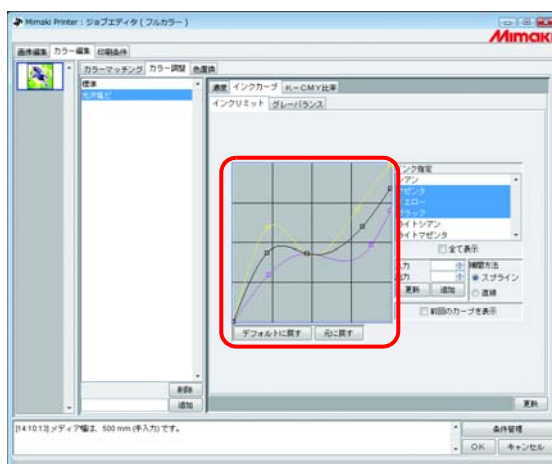 Mimaki Printer : ジョブエディタ ( フルカラー )
Mimaki
画像編集 カラー編集 印刷条件
カラーマッチング カラー調整 色置換
標準
光沢塩ビ
濃度 インクカーブ K-CMY比率
インクリミット グレーバランス
インク指定
シアン
マゼンタ
イエロー
ブラック
ライトシアン
ライトマゼンタ
全て表示
入力
出力
更新 追加
補間方法
スプライン
直線
前回のカーブを表示
デフォルトに戻す 元に戻す
削除
追加
更新
[14:10:13] メディア幅は、500 mm (手入力) です。
条件管理
OK キャンセル